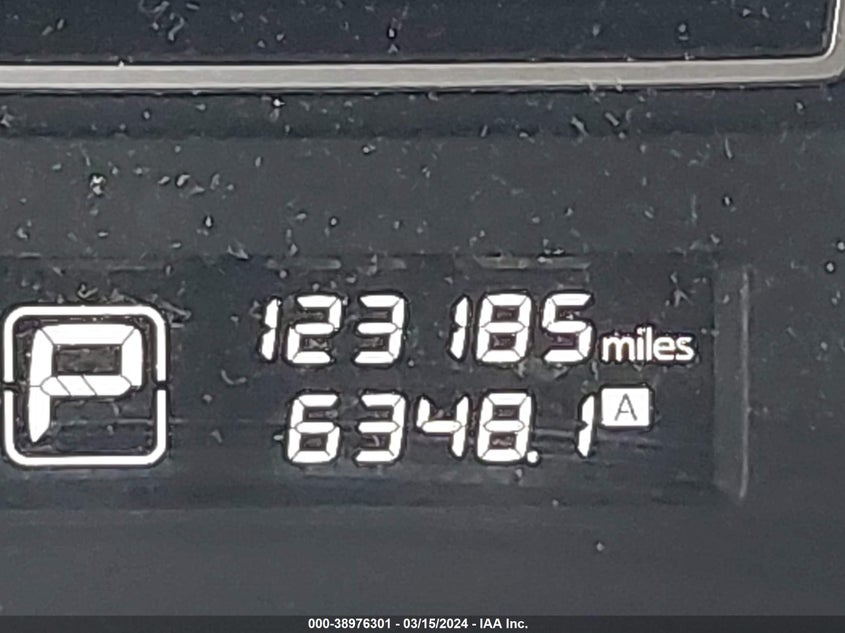 P
123 185 miles
6348.1 A
000-38976301 - 03/15/2024 - IAA Inc.